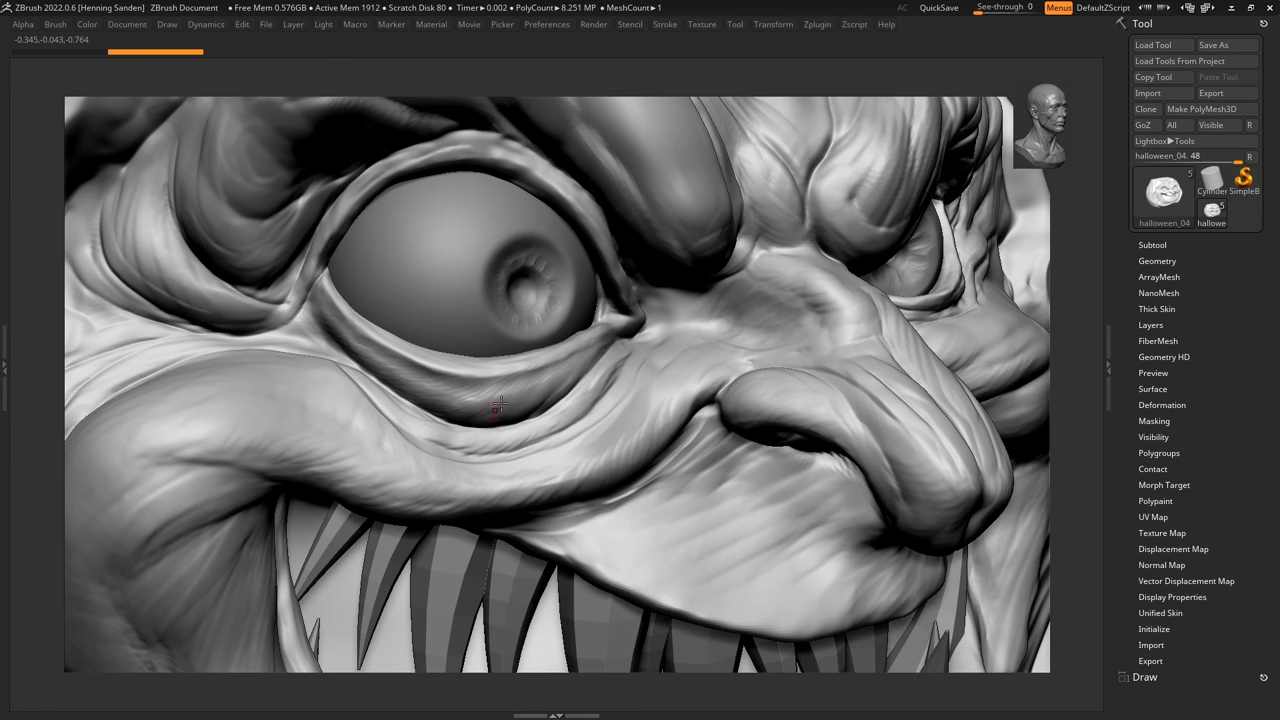 ZBrush 2022.0.6 [Henning Sanden] ZBrush Document • Free Mem 0.576GB • Active Mem 1912 • Scratch Disk 80 • Timer▶0.002 • PolyCount▶8.251 MP • MeshCount▶1 AC QuickSave See-through 0 Menus DefaultZScript
Alpha Brush Color Document Draw Dynamics Edit File Layer Light Macro Marker Material Movie Picker Preferences Render Stencil Stroke Texture Tool Transform Zplugin Zscript Help
-0.345,-0.043,-0.764
Tool
Load Tool Save As
Load Tools From Project
Copy Tool Paste Tool
Import Export
Clone Make PolyMesh3D
GoZ All Visible R
Lightbox▶Tools
halloween_04. 48 R
5
Cylinder SimpleB
5
halloween_04 hallowe
Subtool
Geometry
ArrayMesh
NanoMesh
Thick Skin
Layers
FiberMesh
Geometry HD
Preview
Surface
Deformation
Masking
Visibility
Polygroups
Contact
Morph Target
Polypaint
UV Map
Texture Map
Displacement Map
Normal Map
Vector Displacement Map
Display Properties
Unified Skin
Initialize
Import
Export
Draw